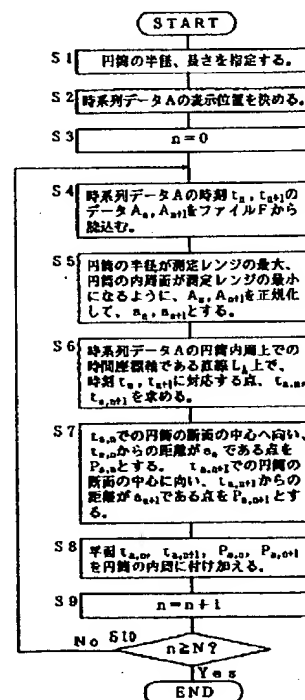 START
S1
円筒の半径、長さを指定する。
S2
時系列データAの表示位置を決める。
S3
n=0
S4
時系列データAの時刻tn,tn+1の
データAn,An+1をファイルFから
読込む。
S5
円筒の半径が測定レンジの最大、
円筒の内周面が測定レンジの最小
になるように、An,An+1を正規化
して、an,an+1とする。
S6
時系列データAの円筒内周上での
時間座標軸である直線LA上で、
時刻tn,tn+1に対応する点、ta,n,
ta,n+1を求める。
S7
ta,nでの円筒の断面の中心へ向い、
ta,nからの距離がanである点を
Pa,nとする。 ta,n+1での円筒の
断面の中心に向い、ta,n+1からの
距離がan+1である点をPa,n+1とす
る。
S8
平面ta,n, ta,n+1, Pa,n, Pa,n+1
を円筒の内周に付け加える。
S9
n=n+1
No S10
n≧N?
Yes
END